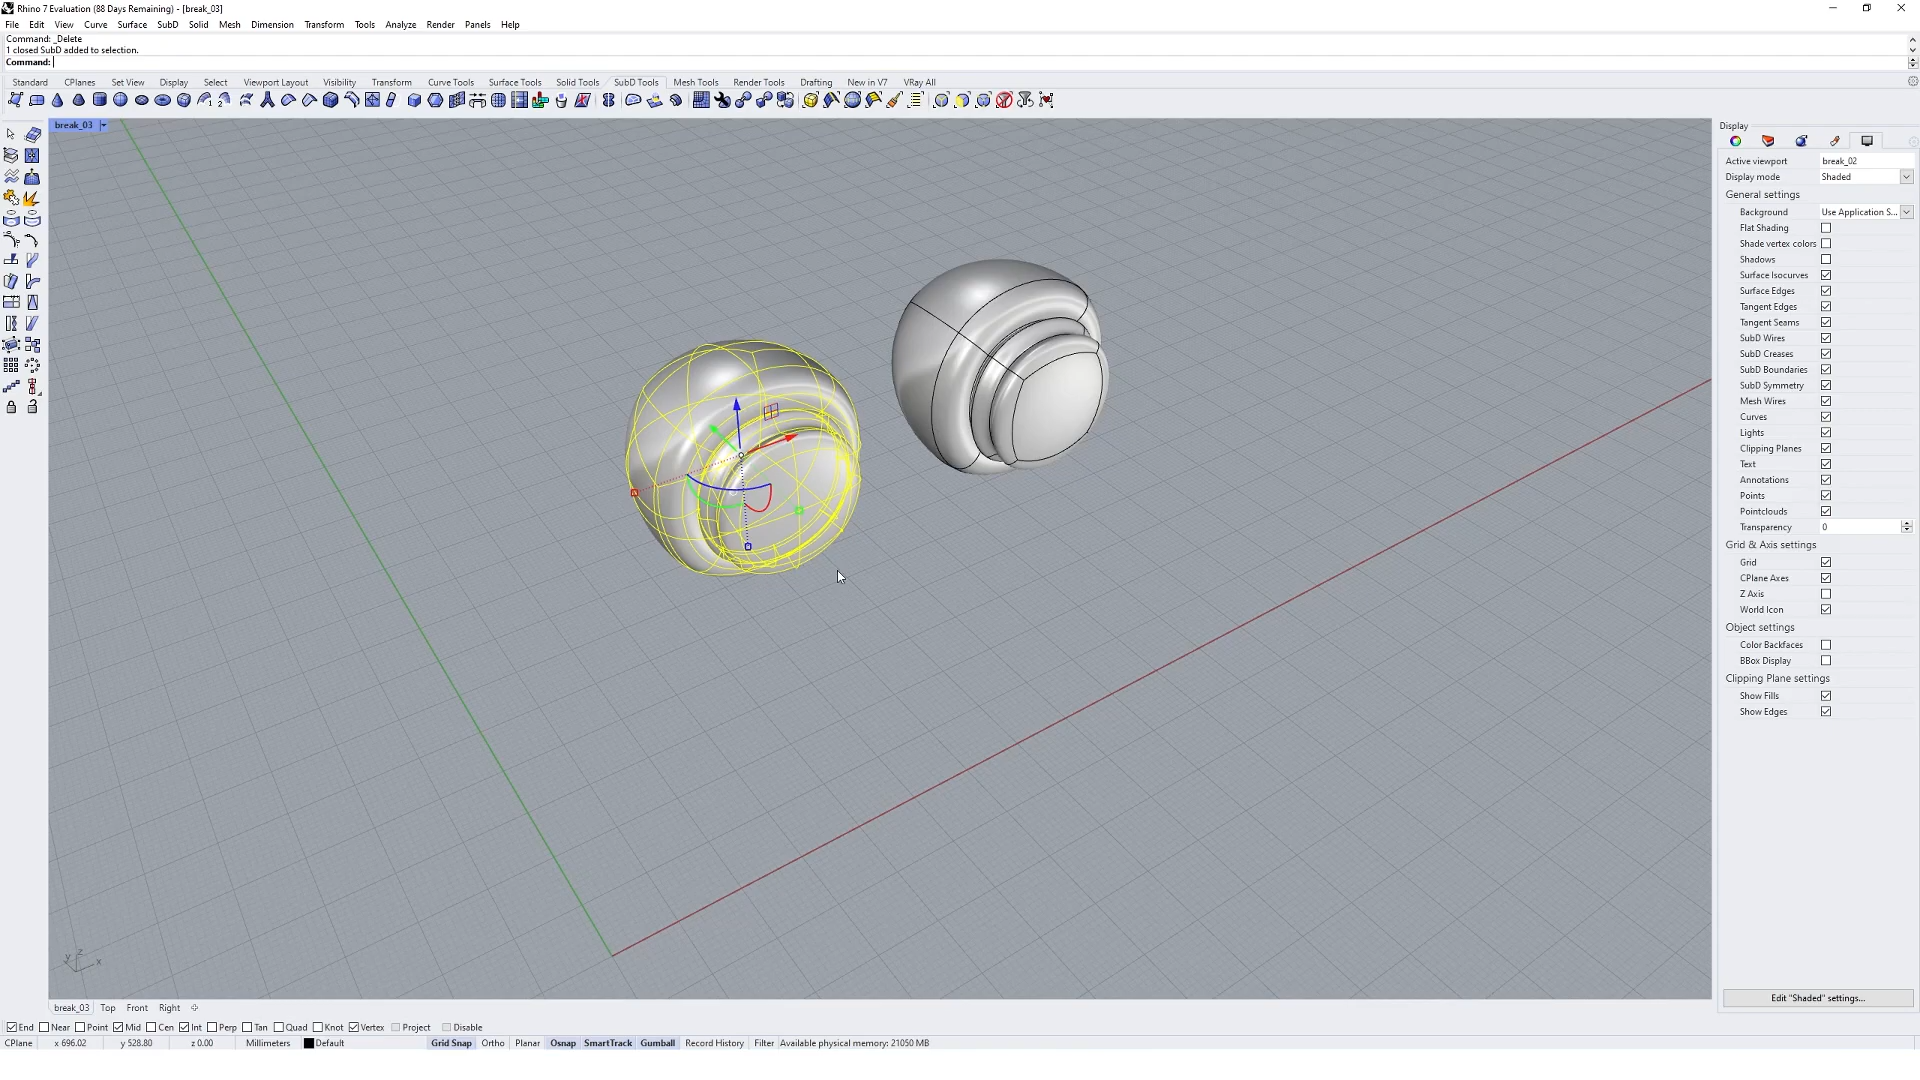 Rhino 7 Evaluation (88 Days Remaining) - [break_03]
File Edit View Curve Surface SubD Solid Mesh Dimension Transform Tools Analyze Render Panels Help
Command: _Delete
1 closed SubD added to selection.
Command:
Standard CPlanes Set View Display Select Viewport Layout Visibility Transform Curve Tools Surface Tools Solid Tools SubD Tools Mesh Tools Render Tools Drafting New in V7 VRay All
break_03
Display
Active viewport break_02
Display mode Shaded
General settings
Background Use Application S...
Flat Shading
Shade vertex colors
Shadows
Surface Isocurves
Surface Edges
Tangent Edges
Tangent Seams
SubD Wires
SubD Creases
SubD Boundaries
SubD Symmetry
Mesh Wires
Curves
Lights
Clipping Planes
Text
Annotations
Points
Pointclouds
Transparency 0
Grid & Axis settings
Grid
CPlane Axes
Z Axis
World Icon
Object settings
Color Backfaces
BBox Display
Clipping Plane settings
Show Fills
Show Edges
Edit "Shaded" settings...
y z x
break_03 Top Front Right
End Near Point Mid Cen Int Perp Tan Quad Knot Vertex Project Disable
CPlane x 696.02 y 528.80 z 0.00 Millimeters Default Grid Snap Ortho Planar Osnap SmartTrack Gumball Record History Filter Available physical memory: 21050 MB